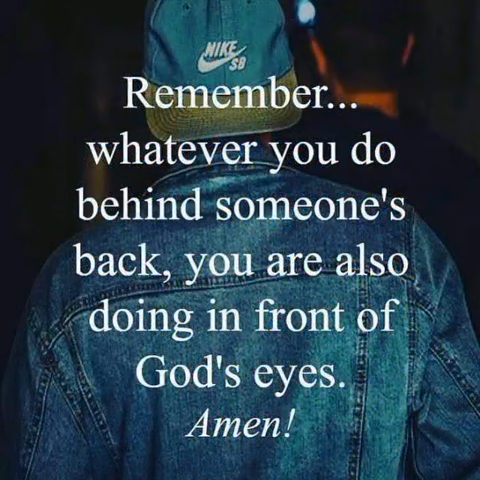 NIKE
SB
Remember...
whatever you do
behind someone's
back, you are also
doing in front of
God's eyes.
Amen!